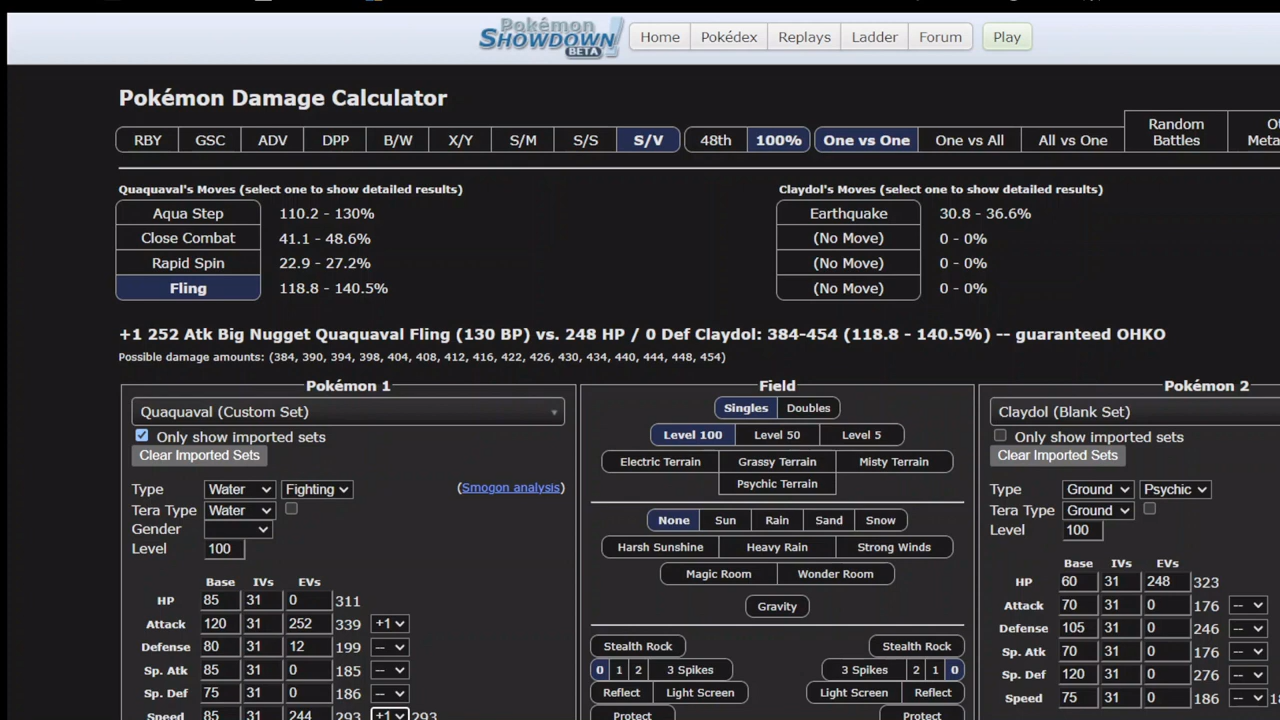 Pokémon SHOWDOWN! BETA Home Pokédex Replays Ladder Forum Play
Pokémon Damage Calculator
RBY GSC ADV DPP B/W X/Y S/M S/S S/V 48th 100% One vs One One vs All All vs One Random Battles
Quaquaval's Moves (select one to show detailed results) Claydol's Moves (select one to show detailed results)
Aqua Step 110.2 - 130% Earthquake 30.8 - 36.6%
Close Combat 41.1 - 48.6% (No Move) 0 - 0%
Rapid Spin 22.9 - 27.2% (No Move) 0 - 0%
Fling 118.8 - 140.5% (No Move) 0 - 0%
+1 252 Atk Big Nugget Quaquaval Fling (130 BP) vs. 248 HP / 0 Def Claydol: 384-454 (118.8 - 140.5%) -- guaranteed OHKO
Possible damage amounts: (384, 390, 394, 398, 404, 408, 412, 416, 422, 426, 430, 434, 440, 444, 448, 454)
Pokémon 1 Field Pokémon 2
Quaquaval (Custom Set) Singles Doubles Claydol (Blank Set)
Only show imported sets Level 100 Level 50 Level 5 Only show imported sets
Clear Imported Sets Electric Terrain Grassy Terrain Misty Terrain Clear Imported Sets
Psychic Terrain
Type Water Fighting (Smogon analysis) Type Ground Psychic
Tera Type Water None Sun Rain Sand Snow Tera Type Ground
Gender Level 100
Level 100 Harsh Sunshine Heavy Rain Strong Winds
Magic Room Wonder Room
Base IVs EVs Base IVs EVs
HP 85 31 0 311 Gravity HP 60 31 248 323
Attack 120 31 252 339 +1 Attack 70 31 0 176 --
Defense 80 31 12 199 -- Stealth Rock Stealth Rock Defense 105 31 0 246 --
Sp. Atk 85 31 0 185 -- 0 1 2 3 Spikes 3 Spikes 2 1 0 Sp. Atk 70 31 0 176 --
Sp. Def 75 31 0 186 -- Reflect Light Screen Light Screen Reflect Sp. Def 120 31 0 276 --
Speed 85 31 244 293 +1 293 Protect Protect Speed 75 31 0 186 --